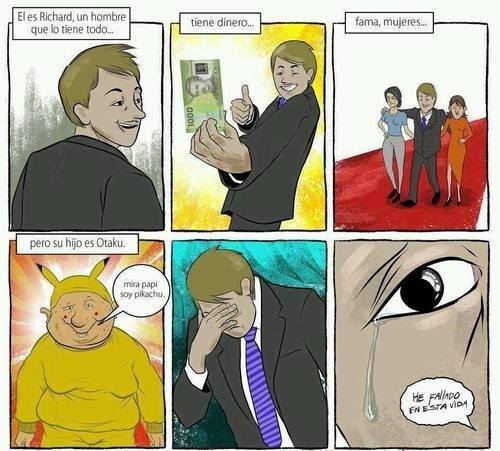 El es Richard, un hombre
que lo tiene todo...
tiene dinero...
fama, mujeres...
1000
pero su hijo es Otaku.
mira papi
soy pikachu.
HE FALLADO
EN ESTA VIDA